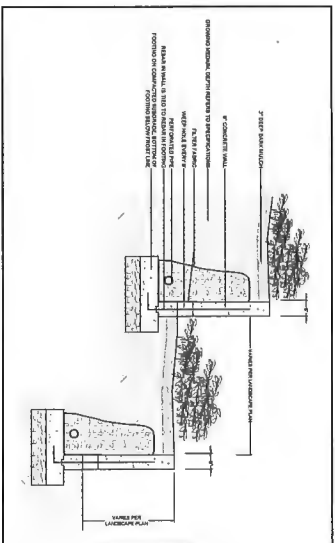 2" DEEP BARK MULCH
8" CONCRETE WALL
GROWING MEDIUM, DEPTH REFERS TO SPECIFICATIONS
FILTER FABRIC
WEEP HOLE EVERY
PERFORATED PIPE
REBAR IN WALL IS TIED TO REBAR IN FOOTING
FOOTING ON COMPACTED SUBGRADE, BOTTOM OF
FOOTING BELOW FROST LINE
VARIES PER LANDSCAPE PLAN
VARIES PER
LANDSCAPE PLAN